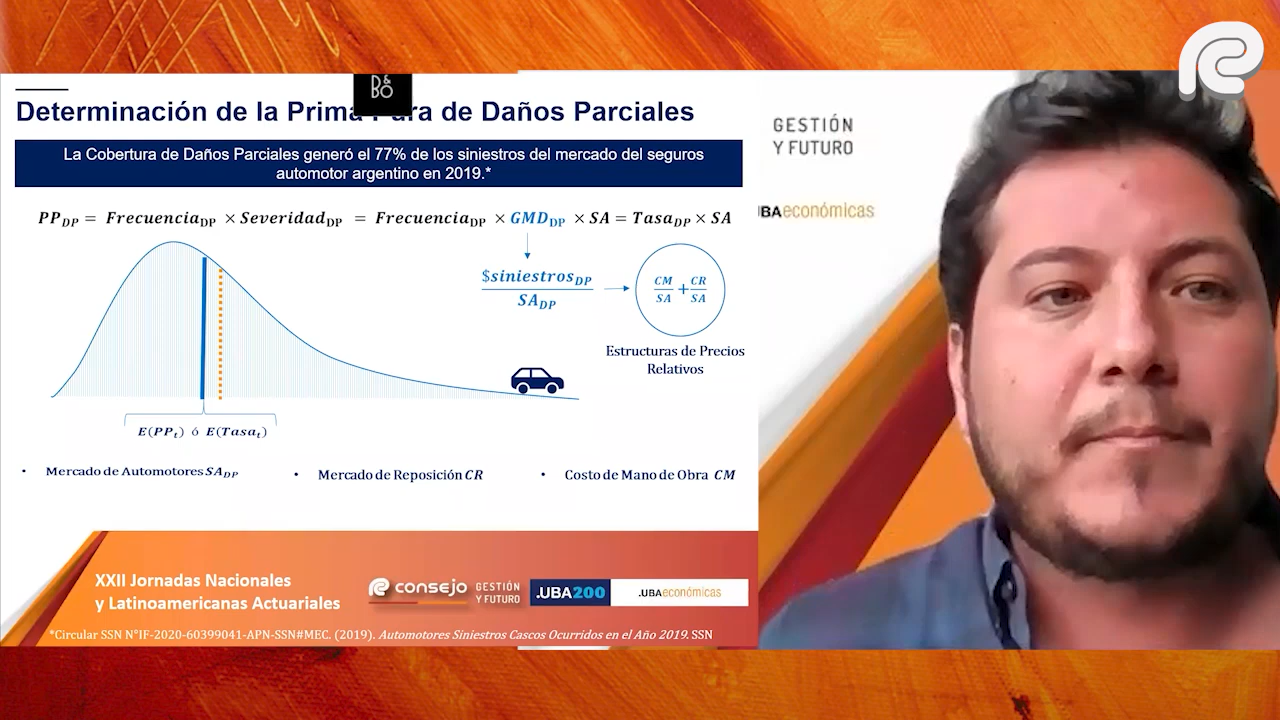 B&O
Determinación de la Prima Pura de Daños Parciales
La Cobertura de Daños Parciales generó el 77% de los siniestros del mercado del seguros
automotor argentino en 2019.*
PP_DP = Frecuencia_DP × Severidad_DP = Frecuencia_DP × GMD_DP × SA = Tasa_DP × SA
$siniestros_DP
SA_DP
CM/SA + CR/SA
Estructuras de Precios
Relativos
E(PP_t) ó E(Tasa_t)
• Mercado de Automotores SA_DP
• Mercado de Reposición CR
• Costo de Mano de Obra CM
XXII Jornadas Nacionales
y Latinoamericanas Actuariales
consejo
GESTIÓN
Y FUTURO
.UBA200
.UBAeconómicas
*Circular SSN N°IF-2020-60399041-APN-SSN#MEC. (2019). Automotores Siniestros Cascos Ocurridos en el Año 2019. SSN
GESTIÓN
Y FUTURO
UBAeconómicas